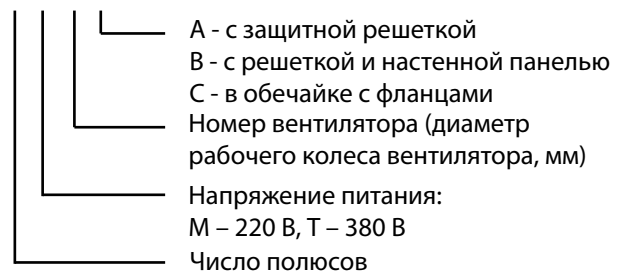 А - с защитной решеткой
В - с решеткой и настенной панелью
С - в обечайке с фланцами
Номер вентилятора (диаметр
рабочего колеса вентилятора, мм)
Напряжение питания:
М – 220 В, Т – 380 В
Число полюсов